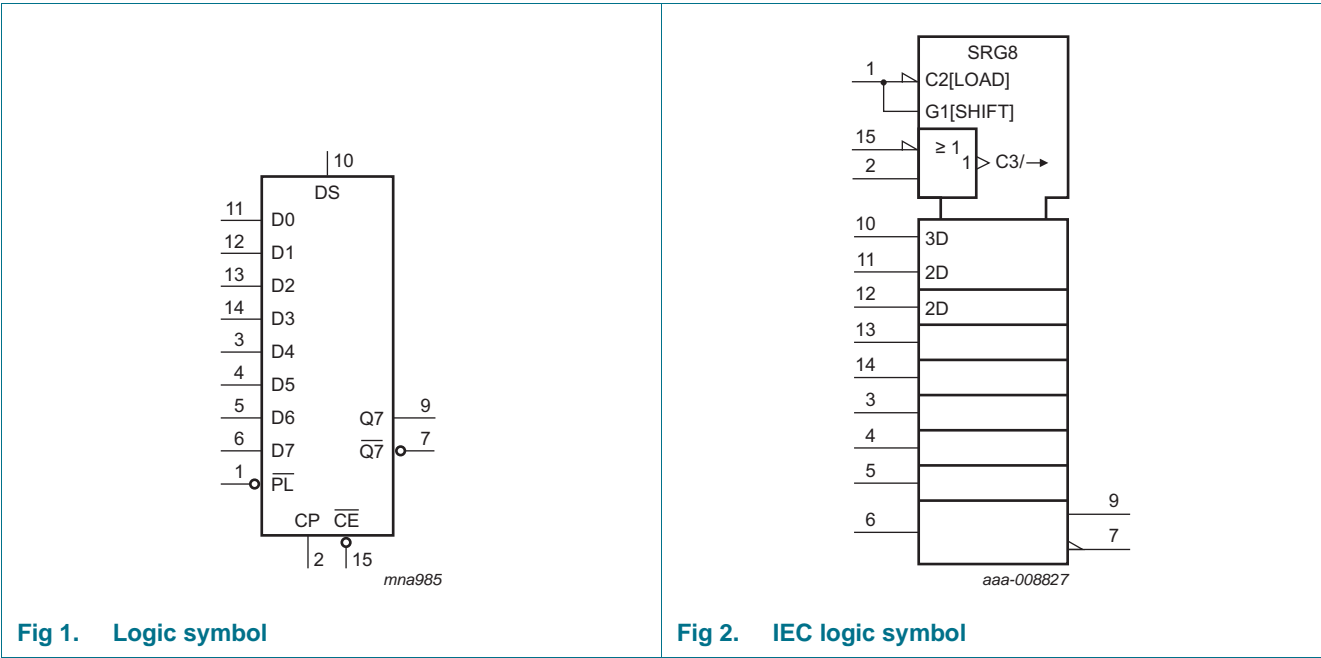 10
DS
11 D0
12 D1
13 D2
14 D3
3 D4
4 D5
5 D6 Q7 9
6 D7 Q̅7̅ 7
1 P̅L̅
CP C̅E̅
2 15
mna985
Fig 1. Logic symbol
SRG8
1 C2[LOAD]
G1[SHIFT]
15 ≥ 1
1 C3/→
2
10 3D
11 2D
12 2D
13
14
3
4
5
9
6
7
aaa-008827
Fig 2. IEC logic symbol